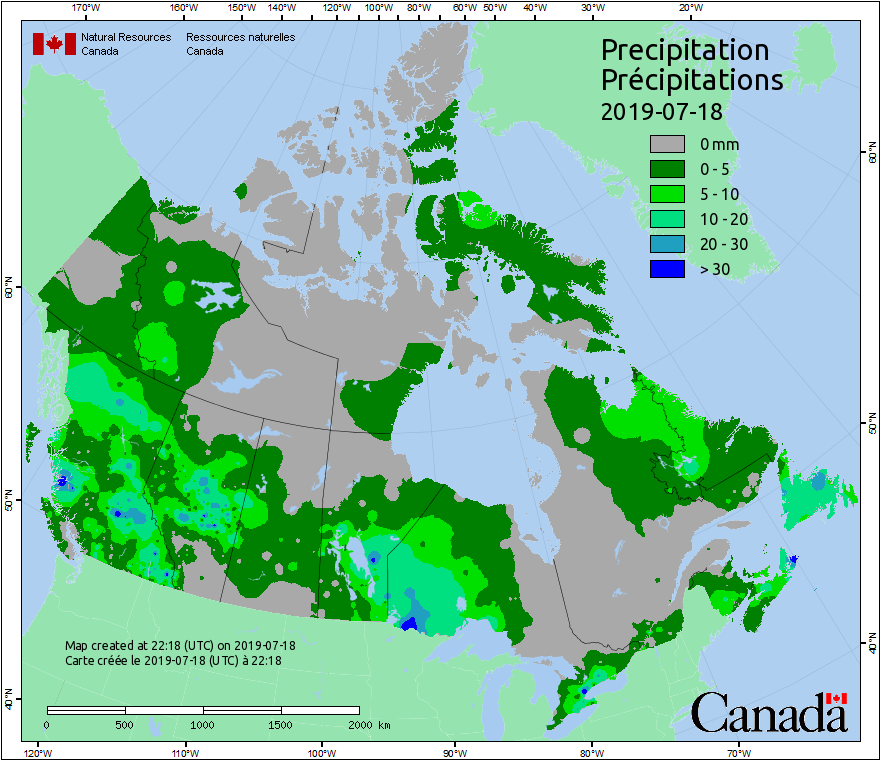 170°W 160°W 150°W 140°W 130°W 120°W 110°W 100°W 90°W 80°W 60°W 50°W 40°W 30°W 20°W
Natural Resources Ressources naturelles
Canada Canada
Precipitation
Précipitations
2019-07-18
0 mm
0 - 5
5 - 10
10 - 20
20 - 30
> 30
60°N
60°N
50°N
50°N
40°N
40°N
Map created at 22:18 (UTC) on 2019-07-18
Carte créée le 2019-07-18 (UTC) à 22:18
0 500 1000 1500 2000 km
Canada
120°W 110°W 100°W 90°W 80°W 70°W